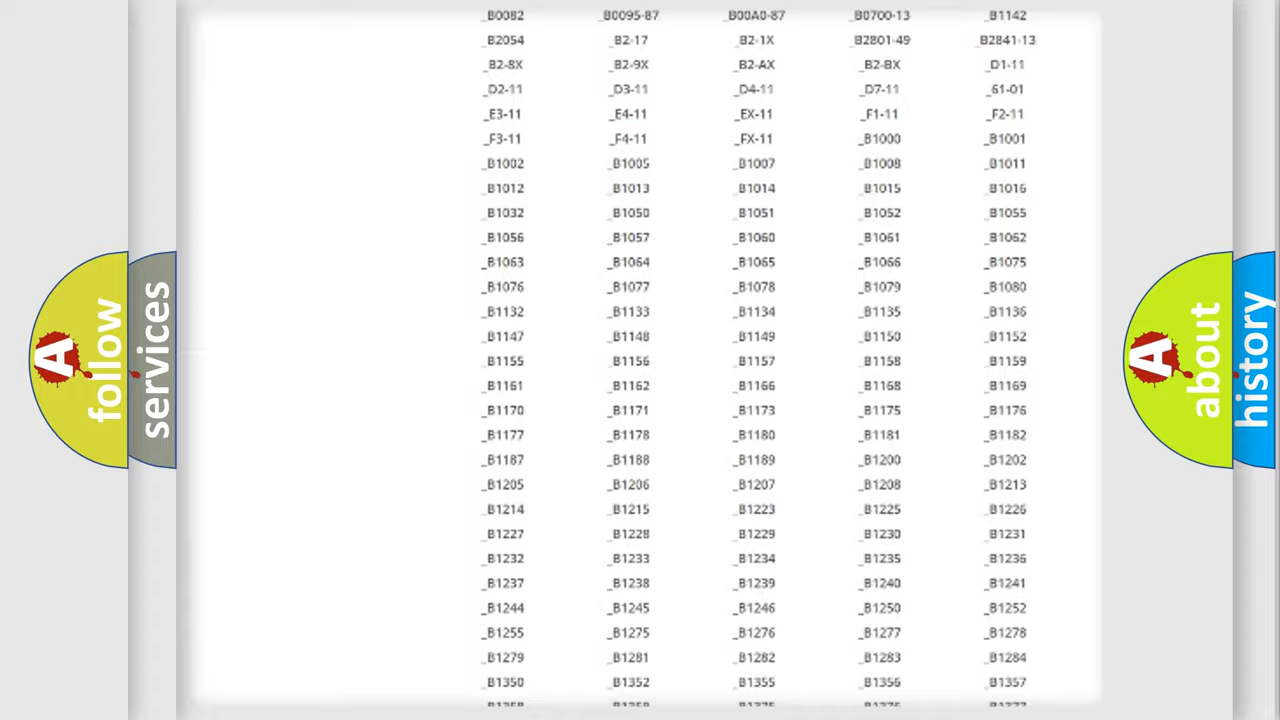 _B0082 _B0095-87 _B00A0-87 _B0700-13 _B1142
_B2054 _B2-17 _B2-1X _B2801-49 _B2841-13
_B2-8X _B2-9X _B2-AX _B2-BX _D1-11
_D2-11 _D3-11 _D4-11 _D7-11 _61-01
_E3-11 _E4-11 _EX-11 _F1-11 _F2-11
_F3-11 _F4-11 _FX-11 _B1000 _B1001
_B1002 _B1005 _B1007 _B1008 _B1011
_B1012 _B1013 _B1014 _B1015 _B1016
_B1032 _B1050 _B1051 _B1052 _B1055
_B1056 _B1057 _B1060 _B1061 _B1062
_B1063 _B1064 _B1065 _B1066 _B1075
_B1076 _B1077 _B1078 _B1079 _B1080
_B1132 _B1133 _B1134 _B1135 _B1136
_B1147 _B1148 _B1149 _B1150 _B1152
_B1155 _B1156 _B1157 _B1158 _B1159
_B1161 _B1162 _B1166 _B1168 _B1169
_B1170 _B1171 _B1173 _B1175 _B1176
_B1177 _B1178 _B1180 _B1181 _B1182
_B1187 _B1188 _B1189 _B1200 _B1202
_B1205 _B1206 _B1207 _B1208 _B1213
_B1214 _B1215 _B1223 _B1225 _B1226
_B1227 _B1228 _B1229 _B1230 _B1231
_B1232 _B1233 _B1234 _B1235 _B1236
_B1237 _B1238 _B1239 _B1240 _B1241
_B1244 _B1245 _B1246 _B1250 _B1252
_B1255 _B1275 _B1276 _B1277 _B1278
_B1279 _B1281 _B1282 _B1283 _B1284
_B1350 _B1352 _B1355 _B1356 _B1357
A follow
services
A about
history